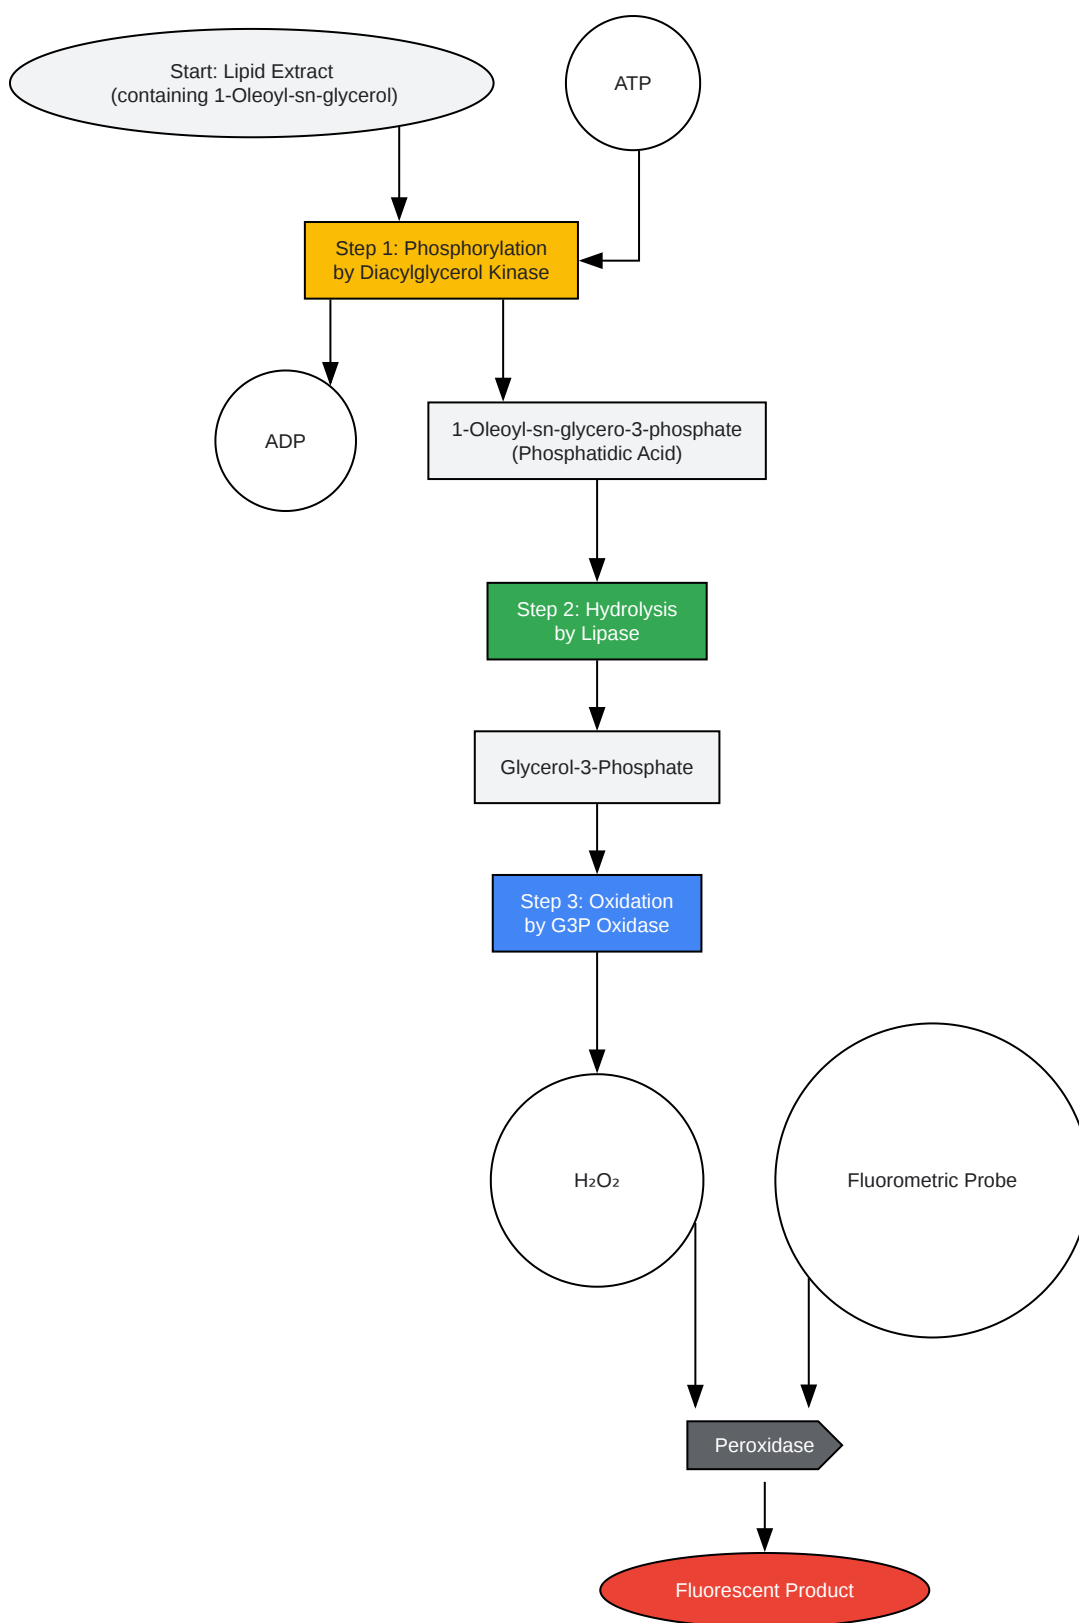 Start: Lipid Extract
(containing 1-Oleoyl-sn-glycerol)
ATP
Step 1: Phosphorylation
by Diacylglycerol Kinase
ADP
1-Oleoyl-sn-glycero-3-phosphate
(Phosphatidic Acid)
Step 2: Hydrolysis
by Lipase
Glycerol-3-Phosphate
Step 3: Oxidation
by G3P Oxidase
H₂O₂
Fluorometric Probe
Peroxidase
Fluorescent Product